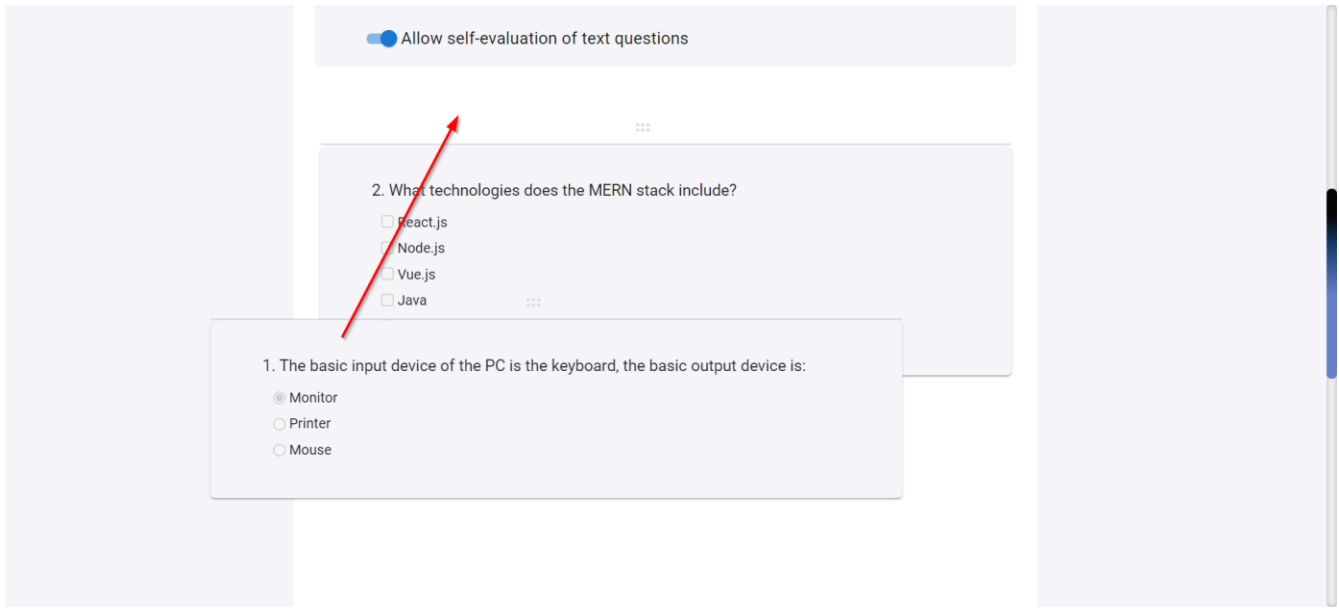 Allow self-evaluation of text questions
2. What technologies does the MERN stack include?
React.js
Node.js
Vue.js
Java
1. The basic input device of the PC is the keyboard, the basic output device is:
Monitor
Printer
Mouse